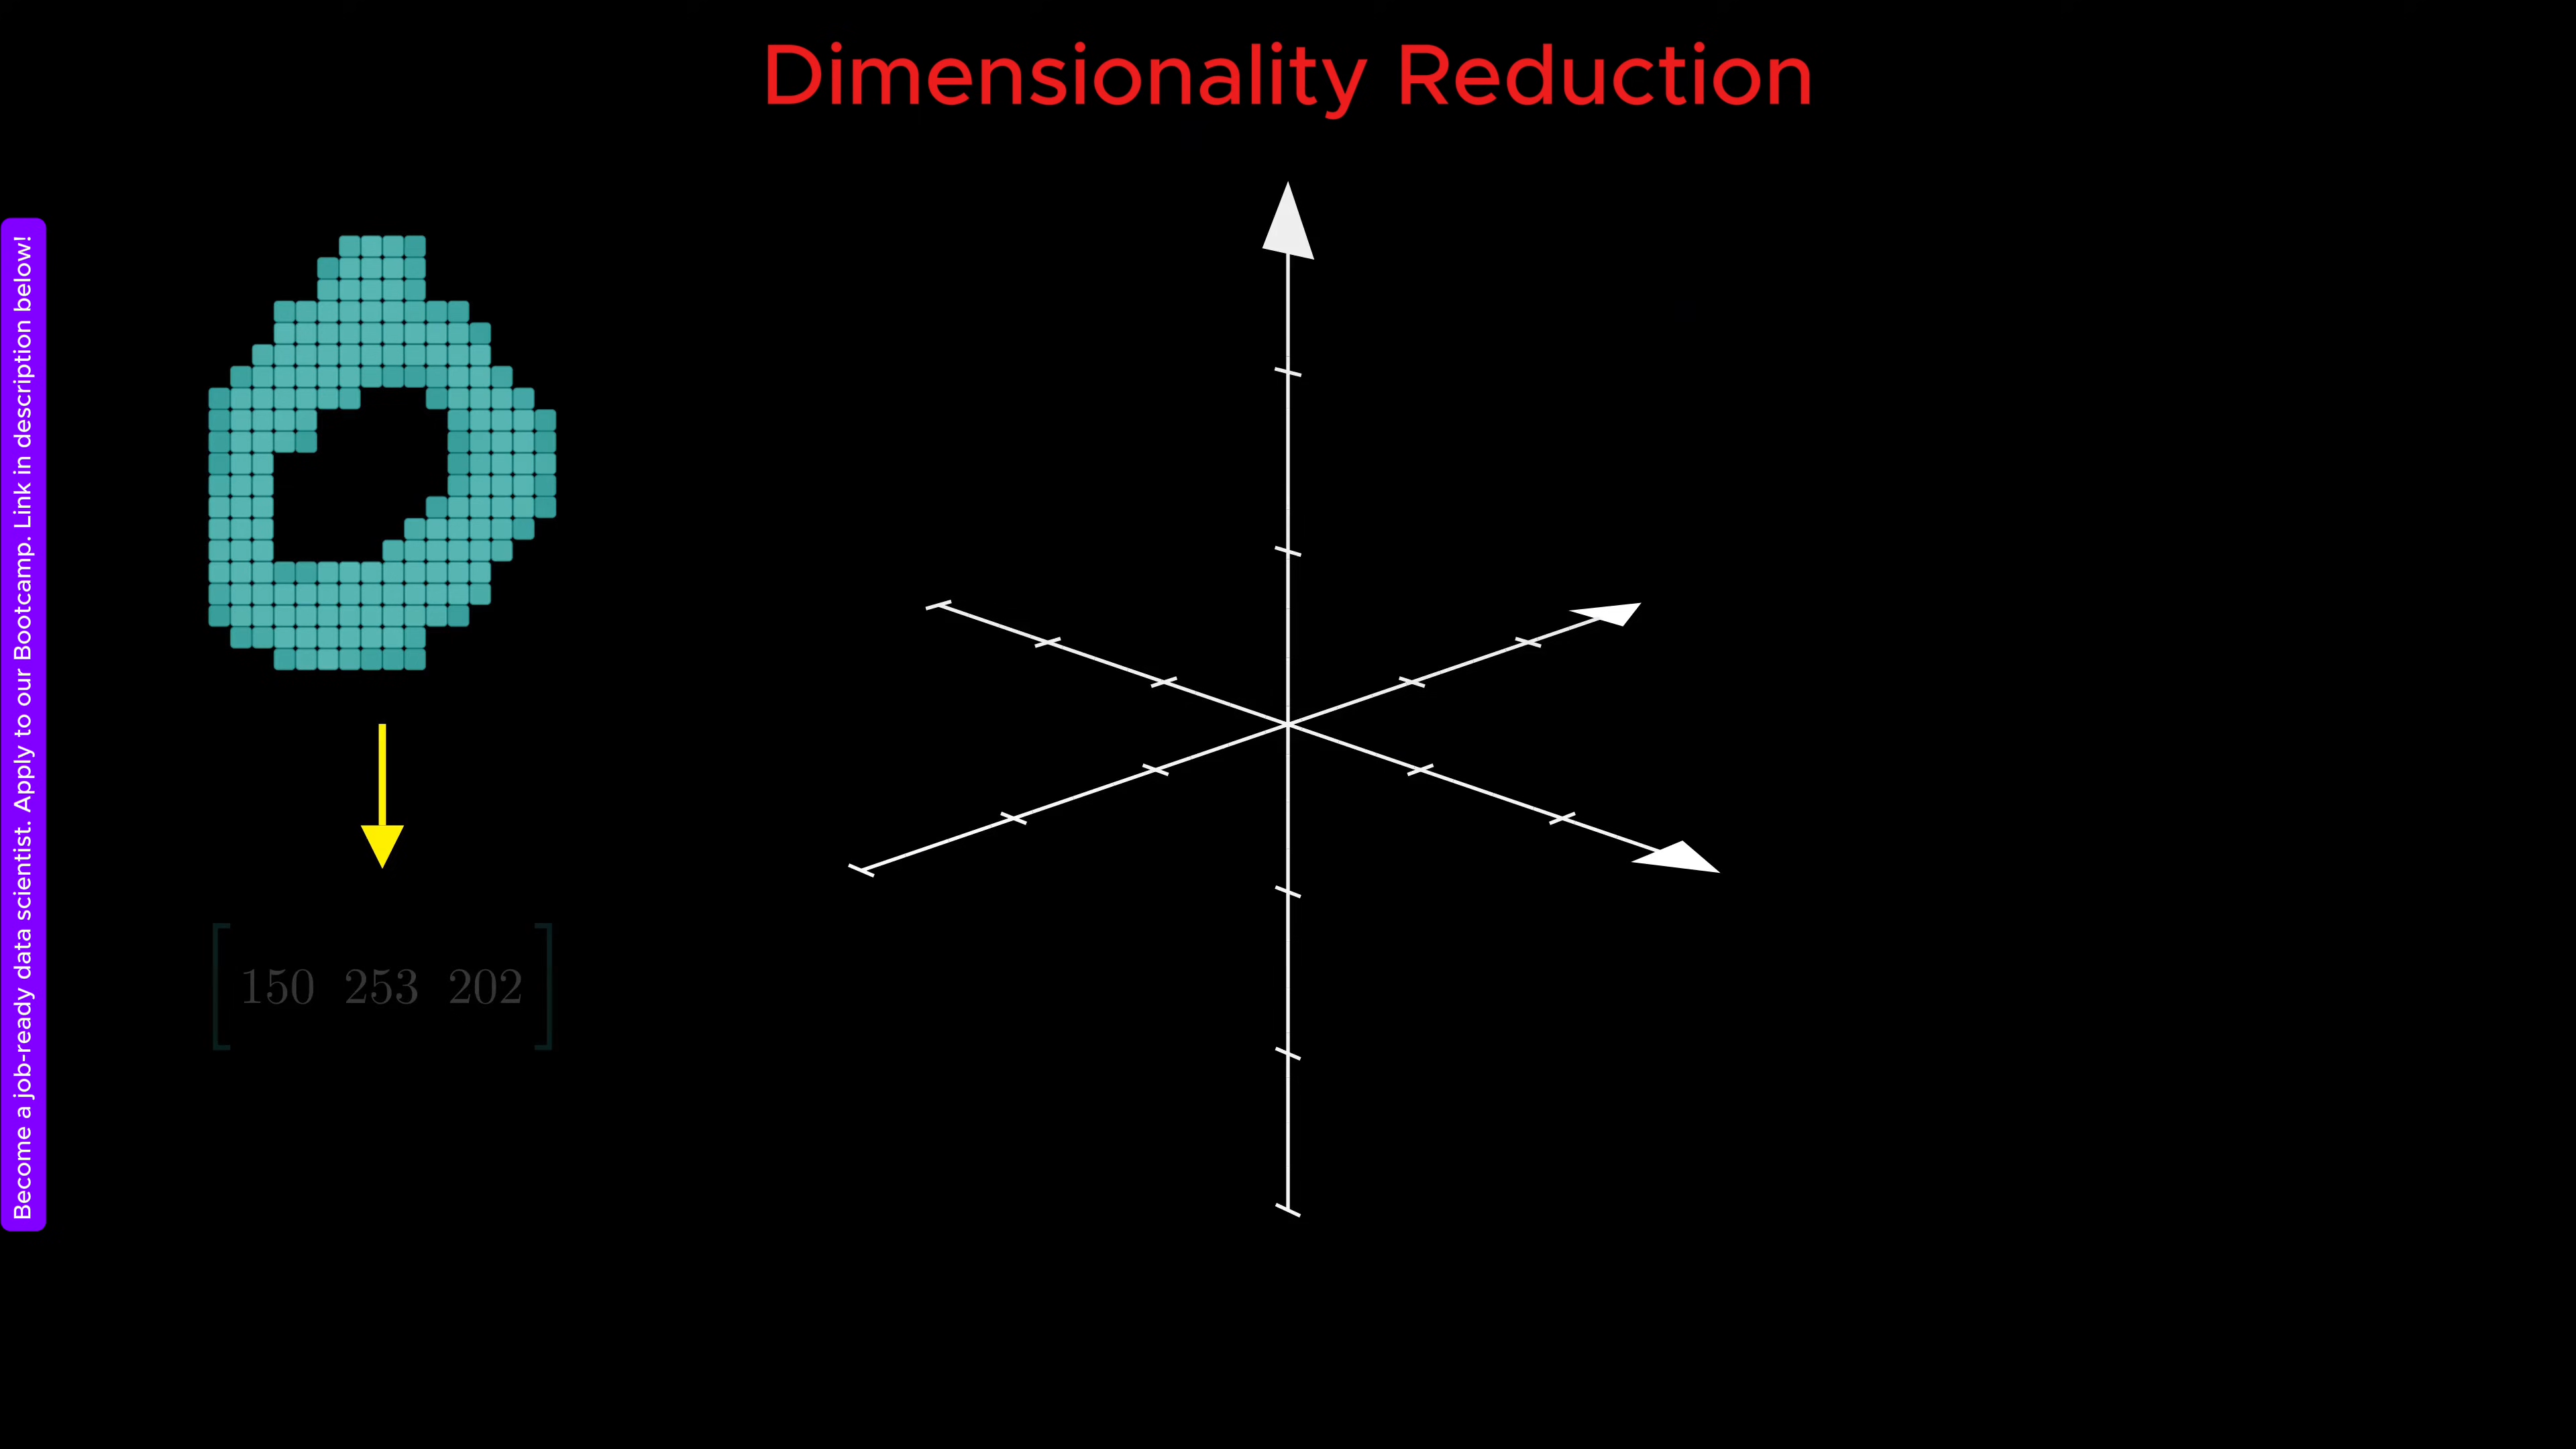 Dimensionality Reduction
Become a job-ready data scientist. Apply to our Bootcamp. Link in description below!
150 253 202